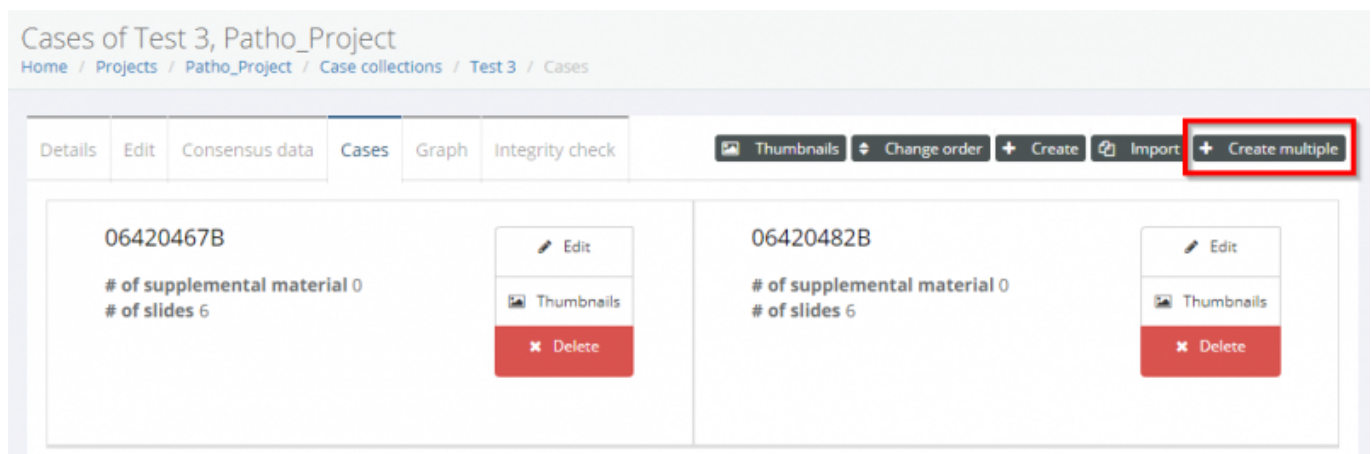 Cases of Test 3, Patho_Project
Home / Projects / Patho_Project / Case collections / Test 3 / Cases
Details Edit Consensus data Cases Graph Integrity check Thumbnails Change order Create Import Create multiple
06420467B
# of supplemental material 0
# of slides 6
Edit
Thumbnails
Delete
06420482B
# of supplemental material 0
# of slides 6
Edit
Thumbnails
Delete